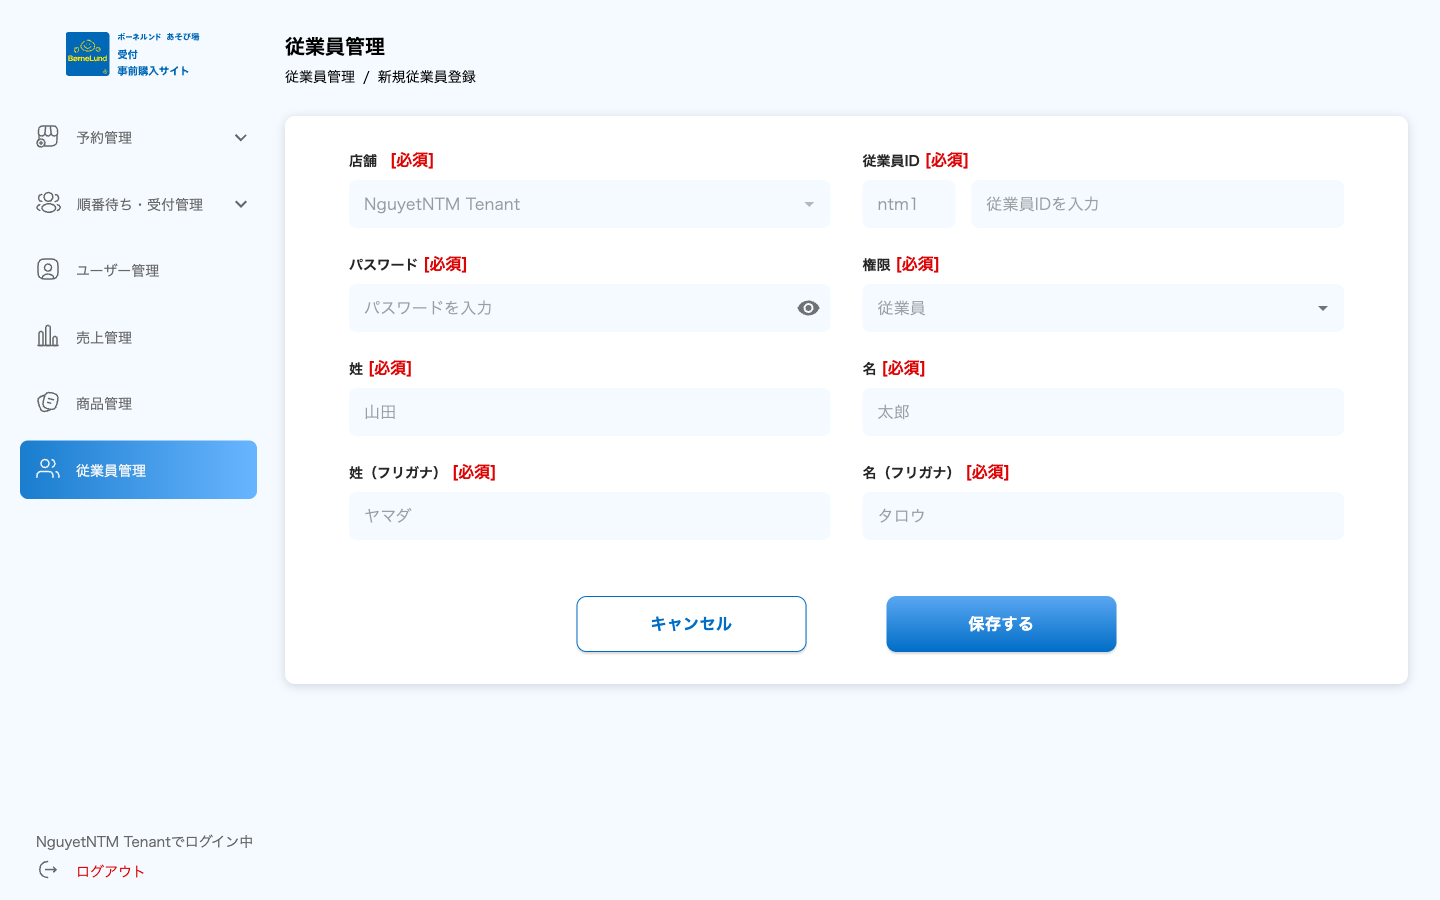 ボーネルンド あそび場
受付
事前購入サイト
BørneLund
予約管理
順番待ち・受付管理
ユーザー管理
売上管理
商品管理
従業員管理
NguyetNTM Tenantでログイン中
ログアウト
従業員管理
従業員管理 / 新規従業員登録
店舗 [必須]
NguyetNTM Tenant
従業員ID [必須]
ntm1 従業員IDを入力
パスワード [必須]
パスワードを入力
権限 [必須]
従業員
姓 [必須]
山田
名 [必須]
太郎
姓（フリガナ） [必須]
ヤマダ
名（フリガナ） [必須]
タロウ
キャンセル
保存する